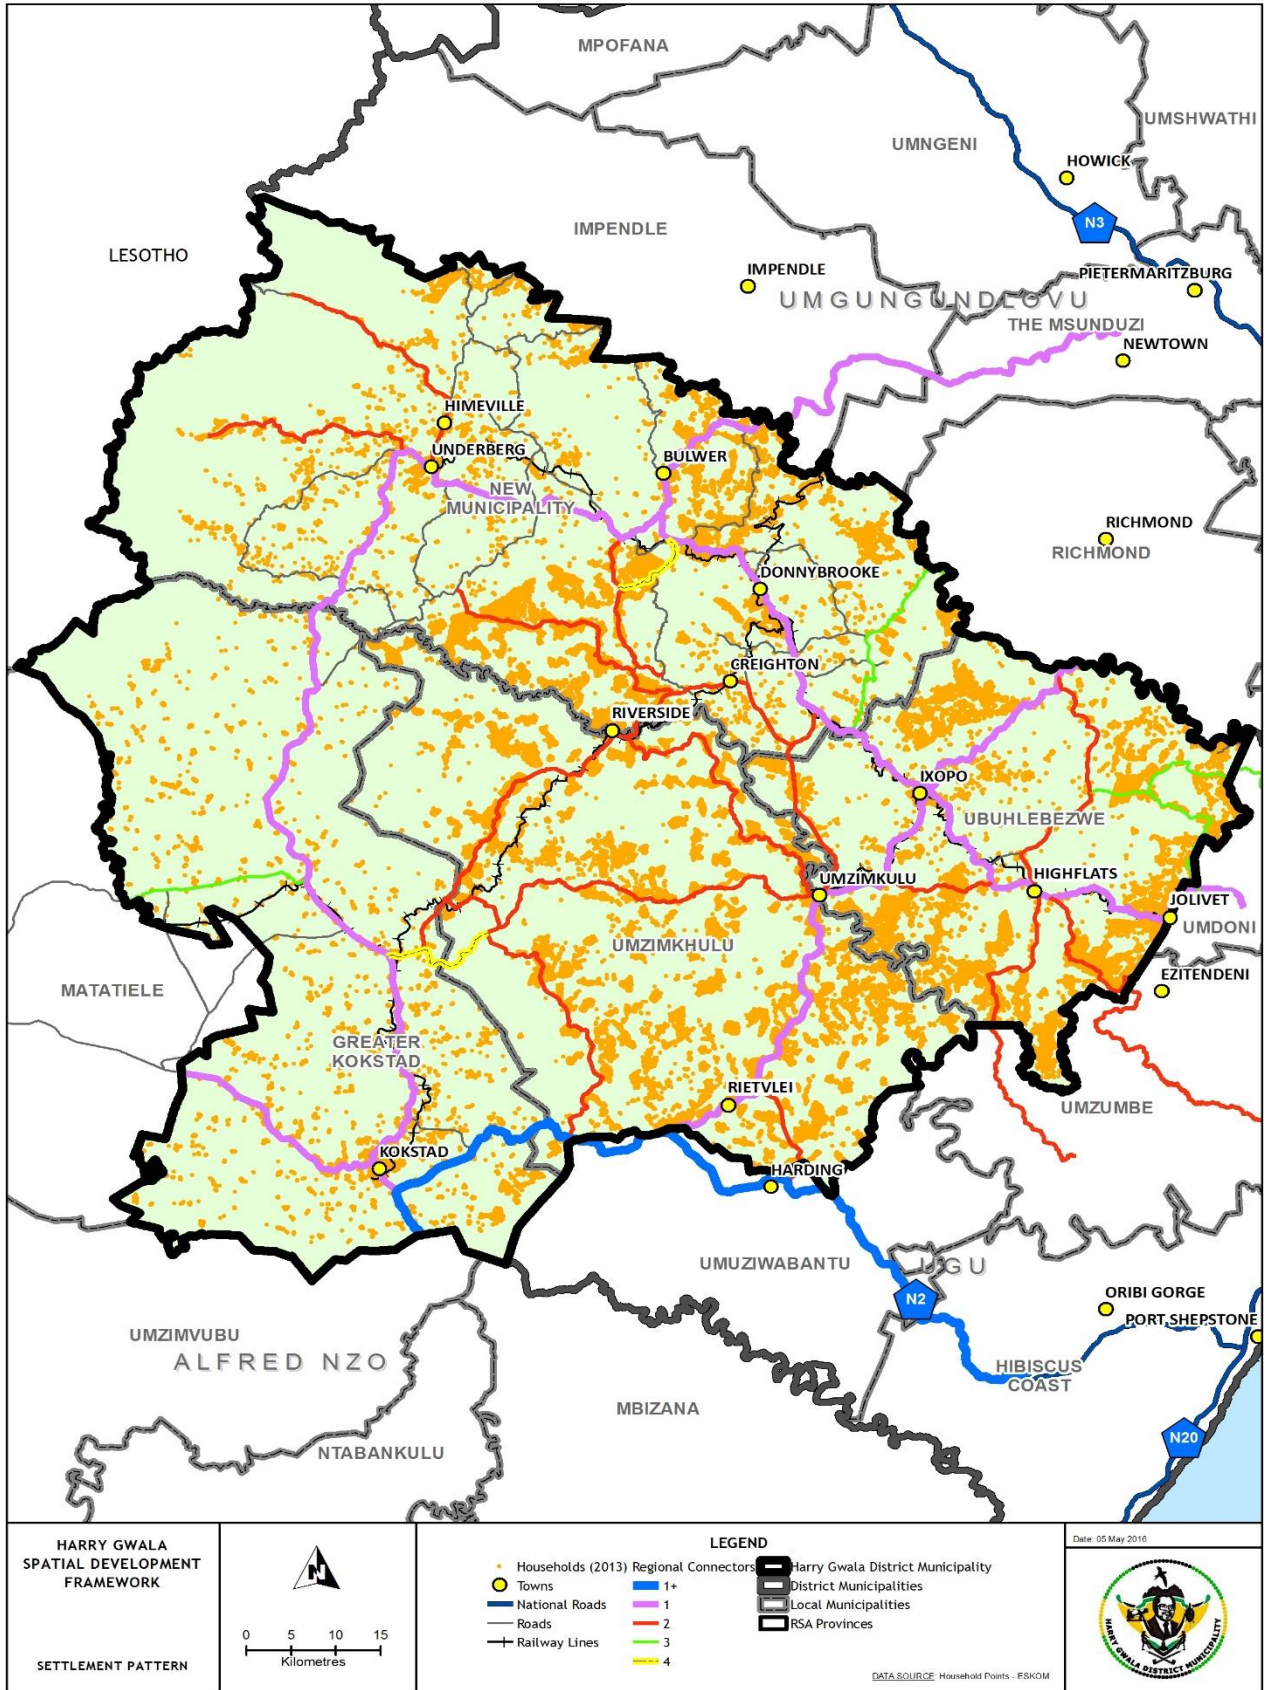 MPOFANA
UMSHWATHI
UMNGENI
HOWICK
N3
IMPENDLE
LESOTHO
IMPENDLE
PIETERMARITZBURG
UMGUNGUNDLOVU
THE MSUNDUZI
NEWTOWN
HIMEVILLE
UNDERBERG
BULWER
NEW
MUNICIPALITY
RICHMOND
RICHMOND
DONNYBROOKE
CREIGHTON
RIVERSIDE
IXOPO
UBUHLEBEZWE
HIGHFLATS
UMZIMKULU
JOLIVET
UMDONI
UMZIMKHULU
EZITENDENI
MATATIELE
GREATER
KOKSTAD
RIETVLEI
UMZUMBE
KOKSTAD
HARDING
UMUZIWABANTU
UGU
N2
ORIBI GORGE
PORT SHEPSTONE
UMZIMVUBU
ALFRED NZO
HIBISCUS
COAST
MBIZANA
N20
NTABANKULU
HARRY GWALA
SPATIAL DEVELOPMENT
FRAMEWORK
SETTLEMENT PATTERN
N
0 5 10 15
Kilometres
LEGEND
Households (2013)
Towns
National Roads
Roads
Railway Lines
Regional Connectors
1+
1
2
3
4
Harry Gwala District Municipality
District Municipalities
Local Municipalities
RSA Provinces
DATA SOURCE: Household Points - ESKOM
Date: 05 May 2016
HARRY GWALA DISTRICT MUNICIPALITY